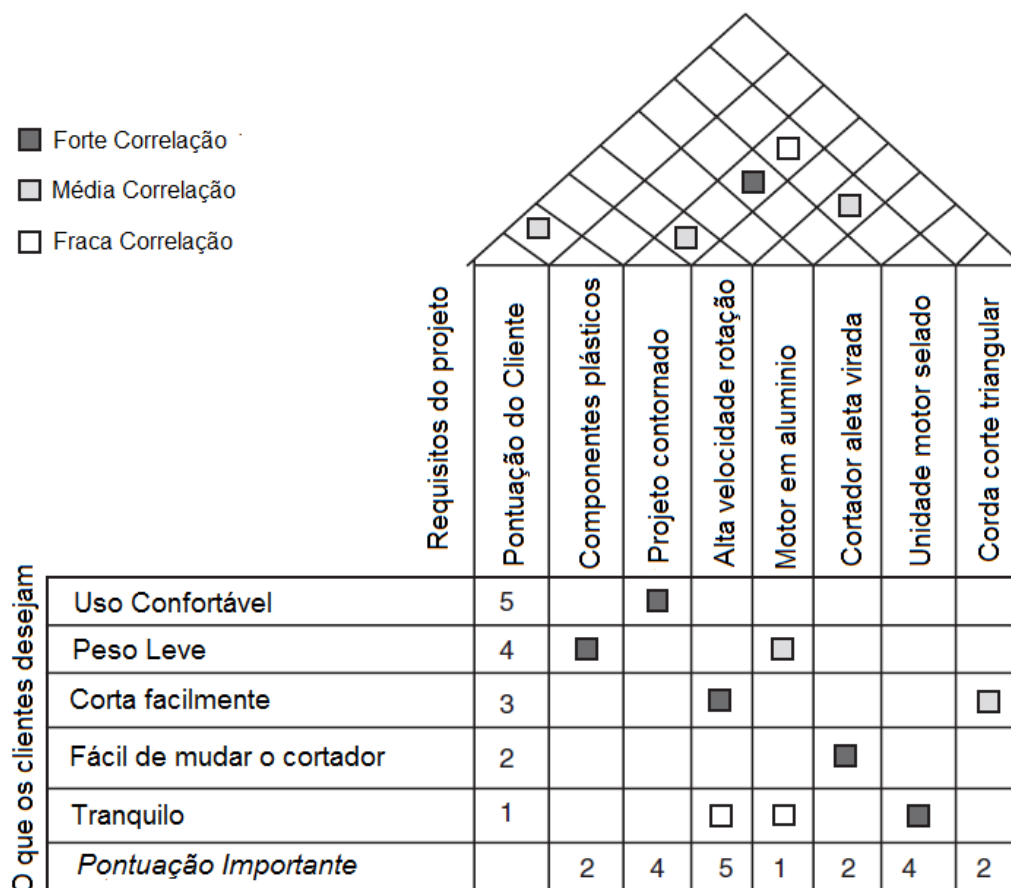 Forte Correlação
Média Correlação
Fraca Correlação
Requisitos do projeto
Pontuação do Cliente
Componentes plásticos
Projeto contornado
Alta velocidade rotação
Motor em aluminio
Cortador aleta virada
Unidade motor selado
Corda corte triangular
O que os clientes desejam
Uso Confortável 5
Peso Leve 4
Corta facilmente 3
Fácil de mudar o cortador 2
Tranquilo 1
Pontuação Importante 2 4 5 1 2 4 2